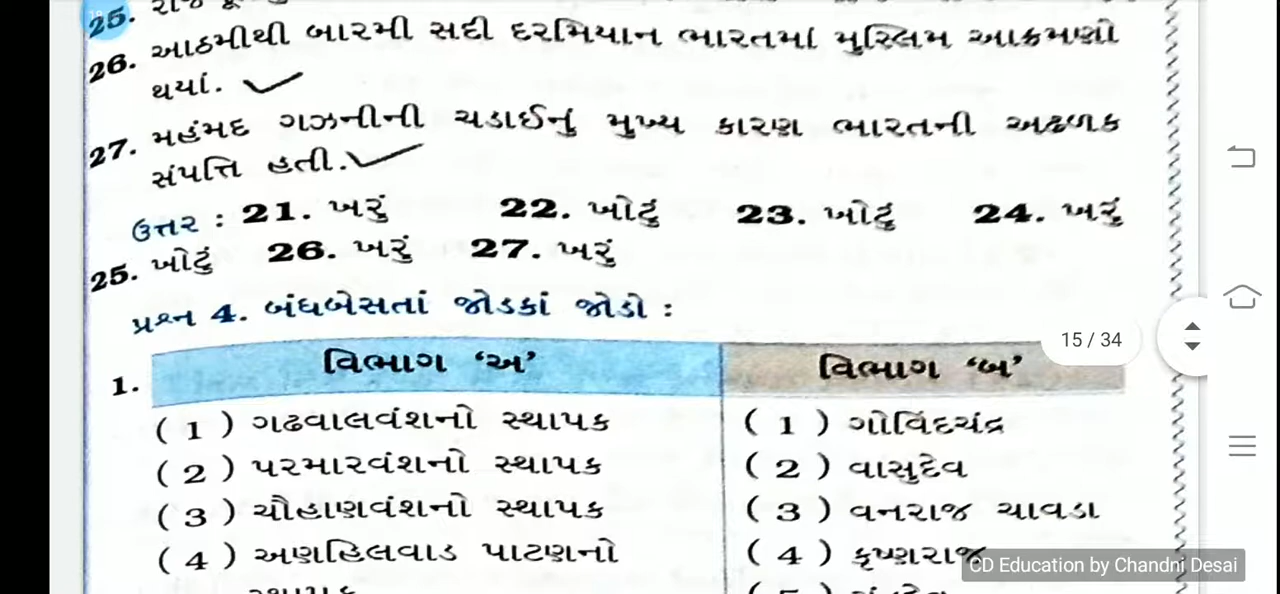 25.
26. આઠમીથી બારમી સદી દરમિયાન ભારતમાં મુસ્લિમ આક્રમણો
થયાં.
27. મહંમદ ગઝનીની ચડાઈનું મુખ્ય કારણ ભારતની અઢળક
સંપત્તિ હતી.
ઉત્તર : 21. ખરું 22. ખોટું 23. ખોટું 24. ખરું
25. ખોટું 26. ખરું 27. ખરું
પ્રશ્ન 4. બંધબેસતાં જોડકાં જોડો :
15 / 34
1. વિભાગ ‘અ’ વિભાગ ‘બ’
( 1 ) ગઢવાલવંશનો સ્થાપક ( 1 ) ગોવિંદચંદ્ર
( 2 ) પરમારવંશનો સ્થાપક ( 2 ) વાસુદેવ
( 3 ) ચૌહાણવંશનો સ્થાપક ( 3 ) વનરાજ ચાવડા
( 4 ) અણહિલવાડ પાટણનો ( 4 ) કૃષ્ણરાજ
CD Education by Chandni Desai